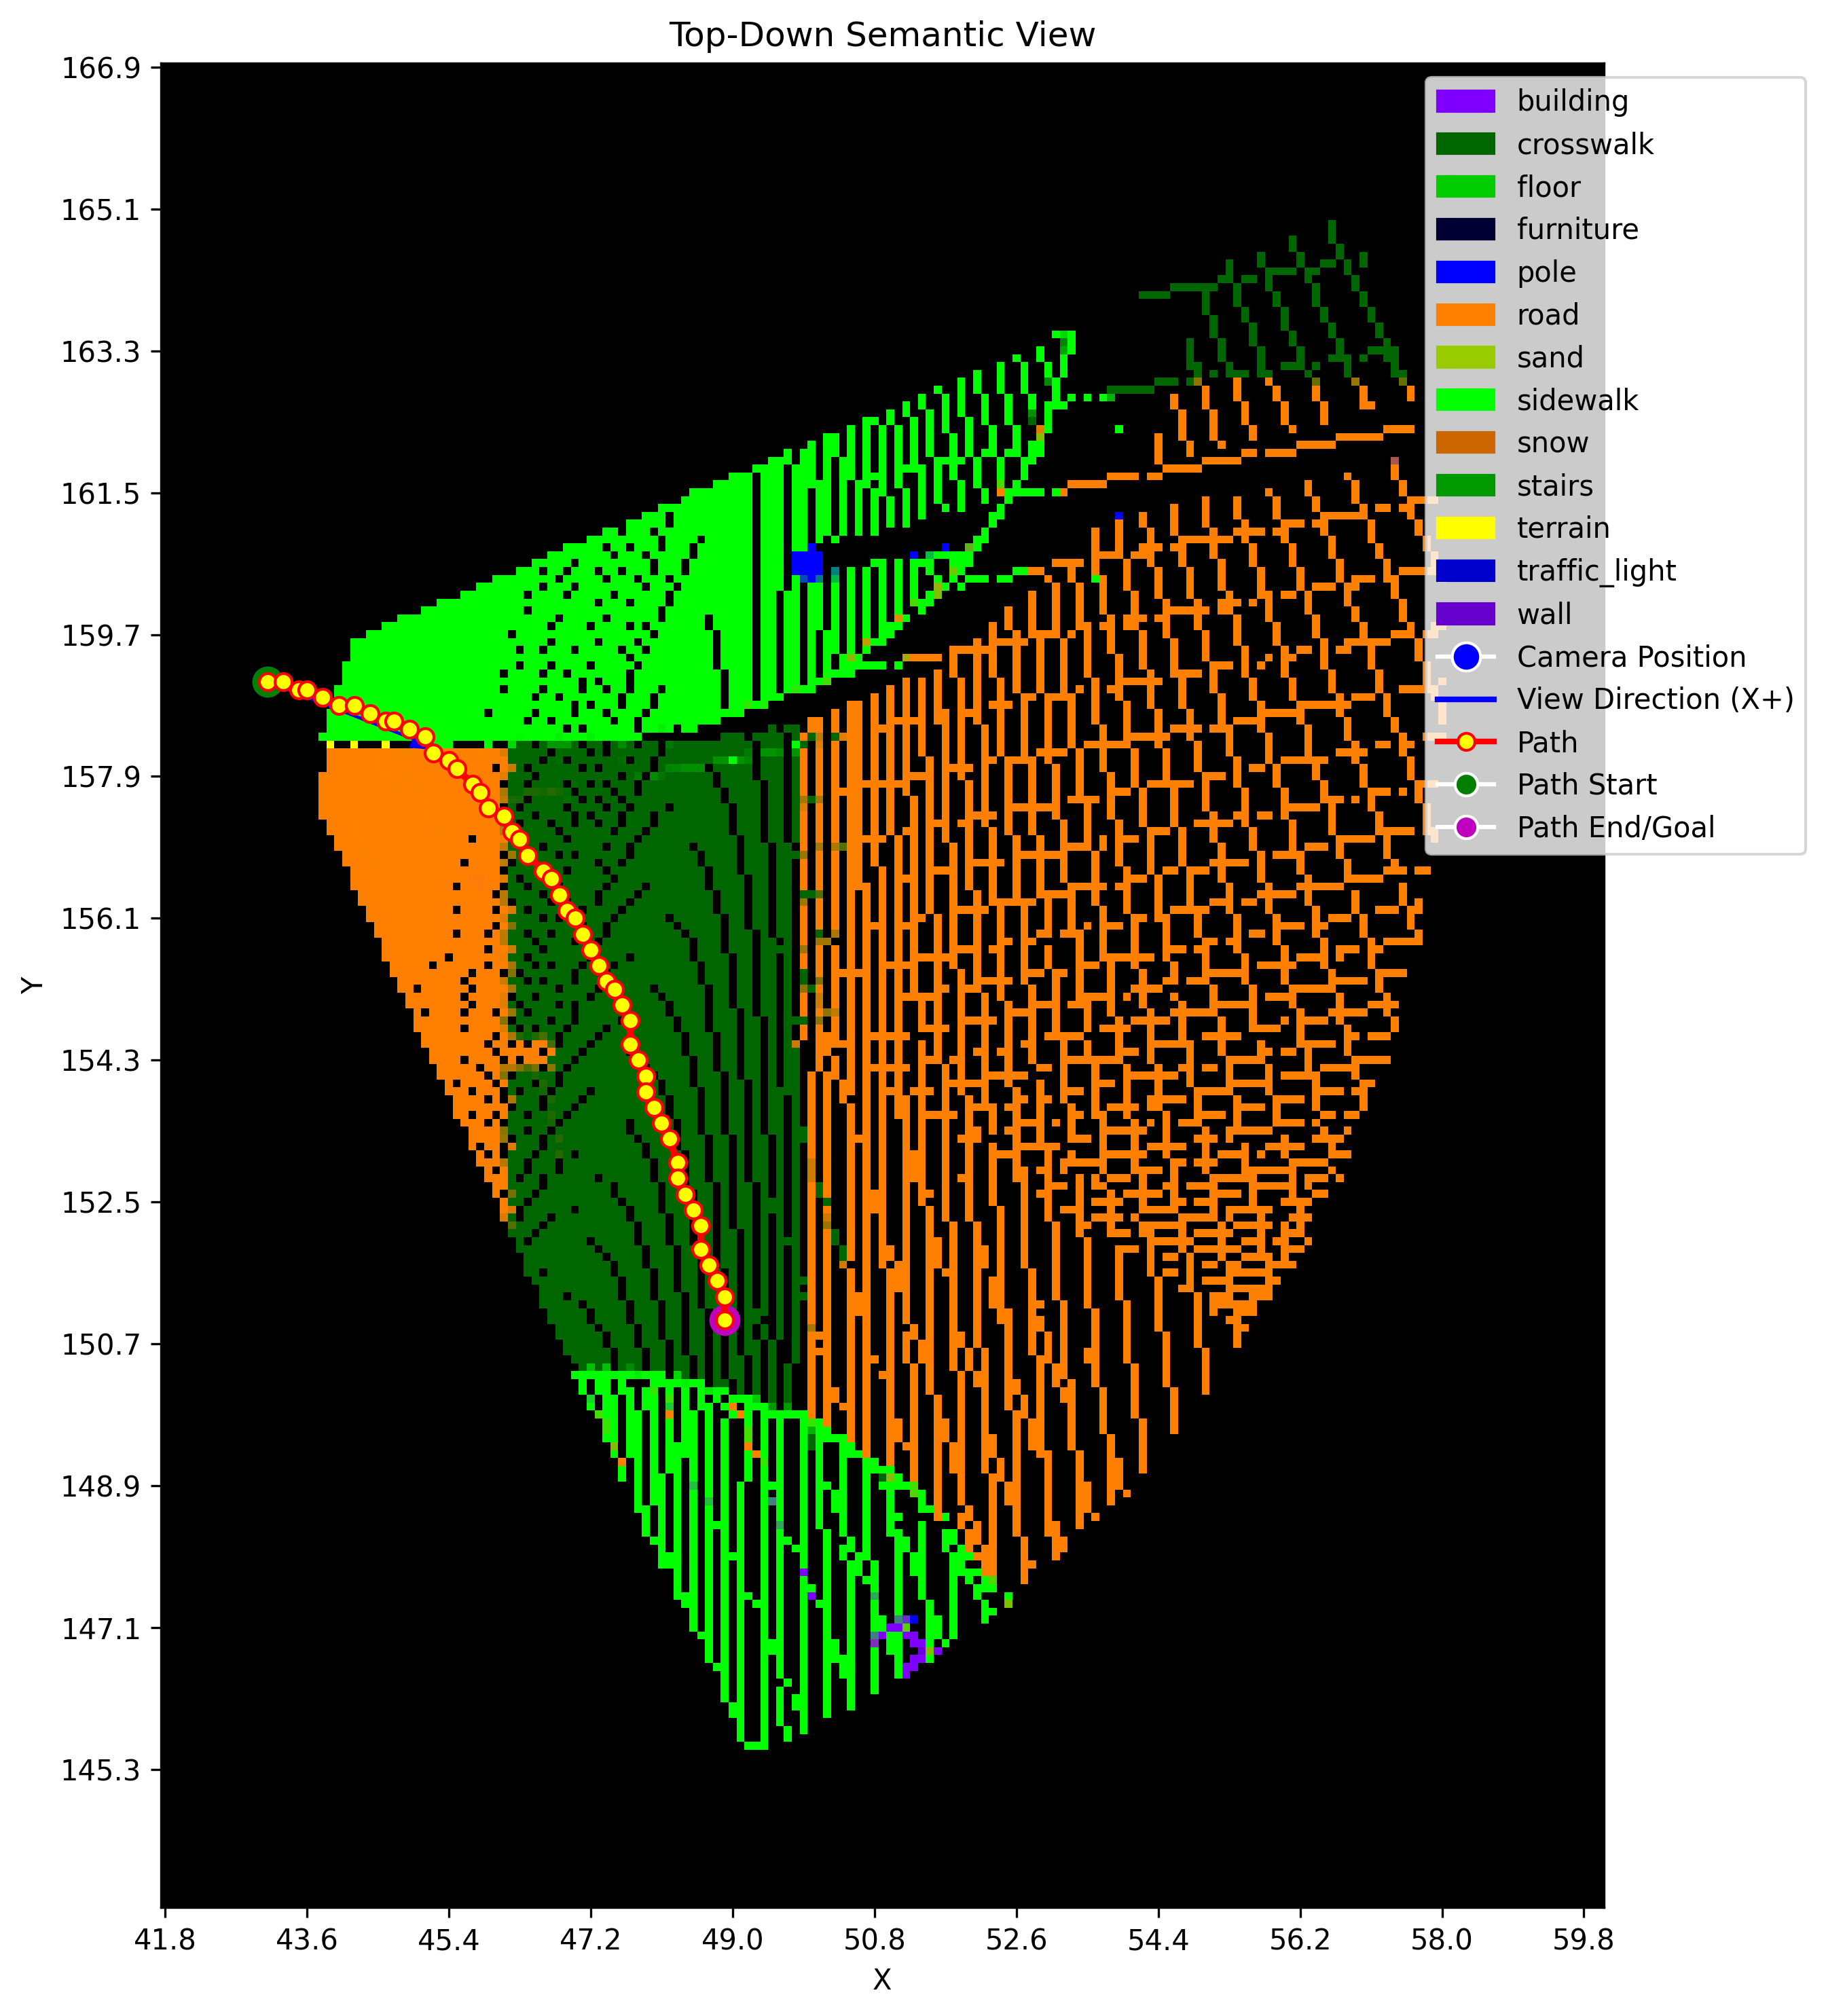 Top-Down Semantic View
166.9
165.1
163.3
161.5
159.7
157.9
156.1
154.3
152.5
150.7
148.9
147.1
145.3
Y
41.8 43.6 45.4 47.2 49.0 50.8 52.6 54.4 56.2 58.0 59.8
X
building
crosswalk
floor
furniture
pole
road
sand
sidewalk
snow
stairs
terrain
traffic_light
wall
Camera Position
View Direction (X+)
Path
Path Start
Path End/Goal